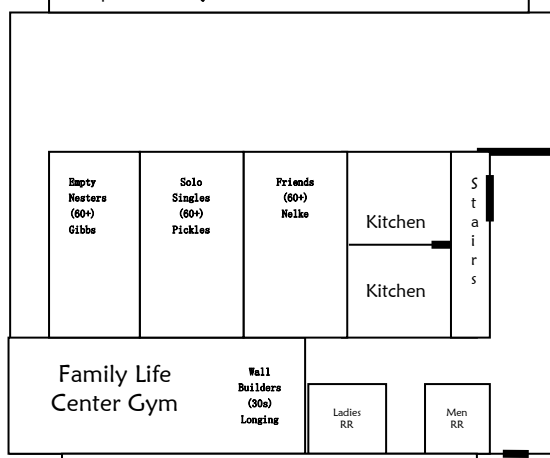 Empty
Nesters
(60+)
Gibbs
Solo
Singles
(60+)
Pickles
Friends
(60+)
Nelke
Kitchen
Kitchen
Stairs
Family Life
Center Gym
Wall
Builders
(30s)
Longing
Ladies
RR
Men
RR